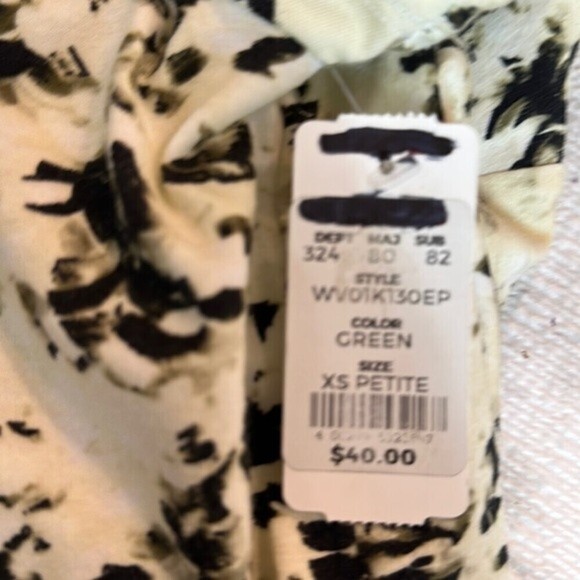 DEPT MAJ SUB
324 80 82
STYLE
WV01K130EP
COLOR
GREEN
SIZE
XS PETITE
$40.00